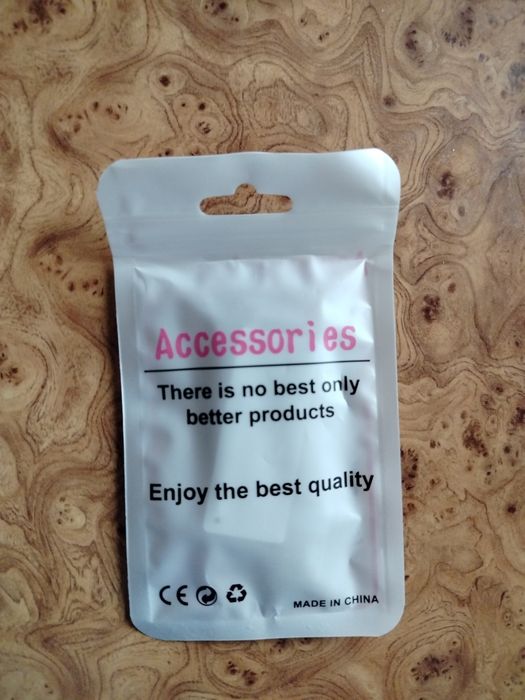 Accessories
There is no best only
better products
Enjoy the best quality
CE
MADE IN CHINA